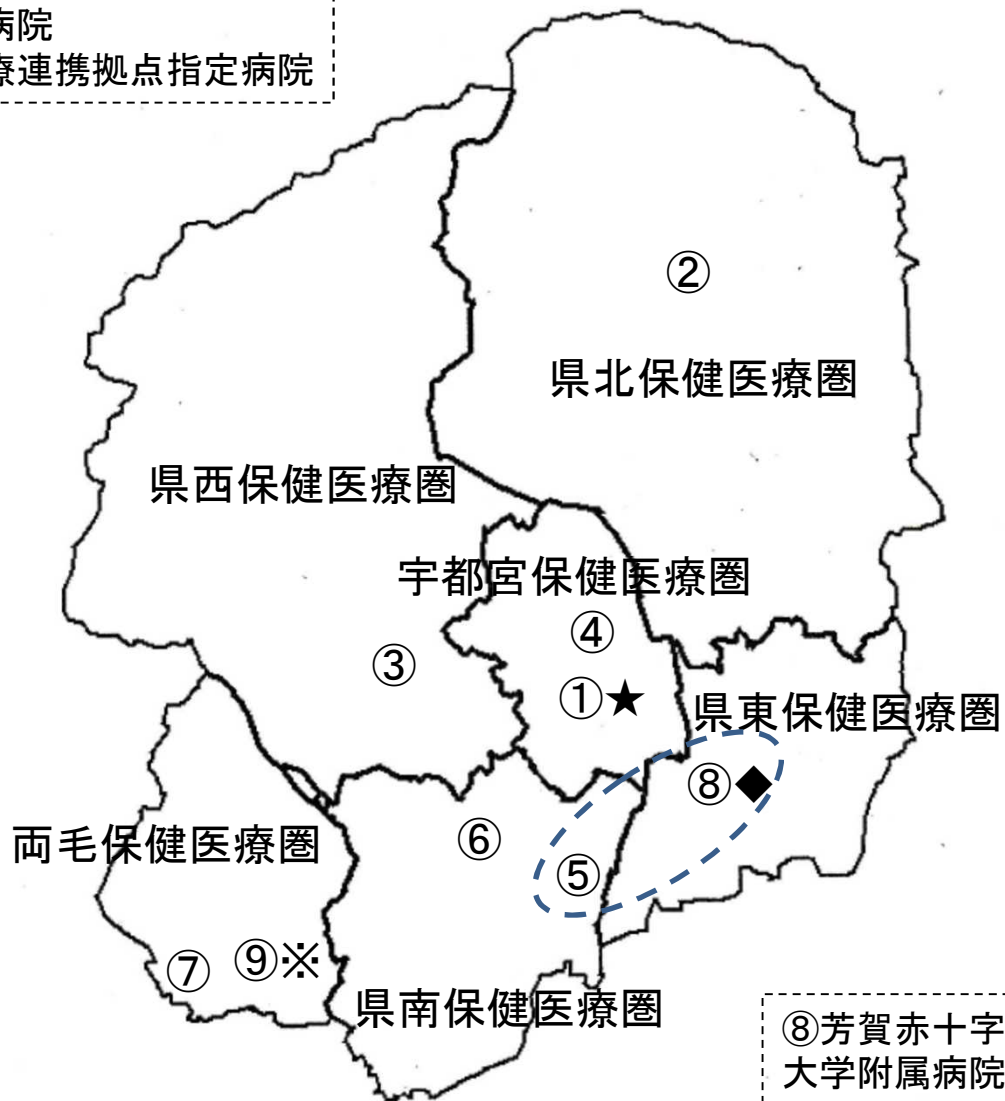 病院
療連携拠点指定病院
②
県北保健医療圏
県西保健医療圏
宇都宮保健医療圏
④
③
①★
県東保健医療圏
⑧◆
両毛保健医療圏
⑥
⑤
⑦
⑨※
県南保健医療圏
⑧芳賀赤十字
大学附属病院